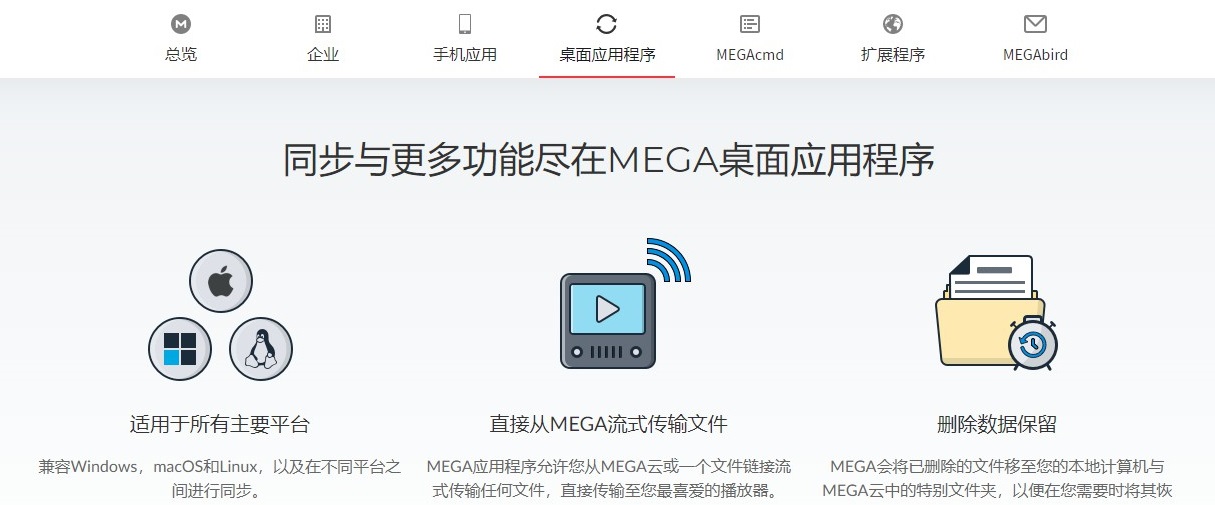 总览
企业
手机应用
桌面应用程序
MEGAcmd
扩展程序
MEGAbird
同步与更多功能尽在MEGA桌面应用程序
适用于所有主要平台
兼容Windows，macOS和Linux，以及在不同平台之
间进行同步。
直接从MEGA流式传输文件
MEGA应用程序允许您从MEGA云或一个文件链接流
式传输任何文件，直接传输至您最喜爱的播放器。
删除数据保留
MEGA会将已删除的文件移至您的本地计算机与
MEGA云中的特别文件夹，以便在您需要时将其恢